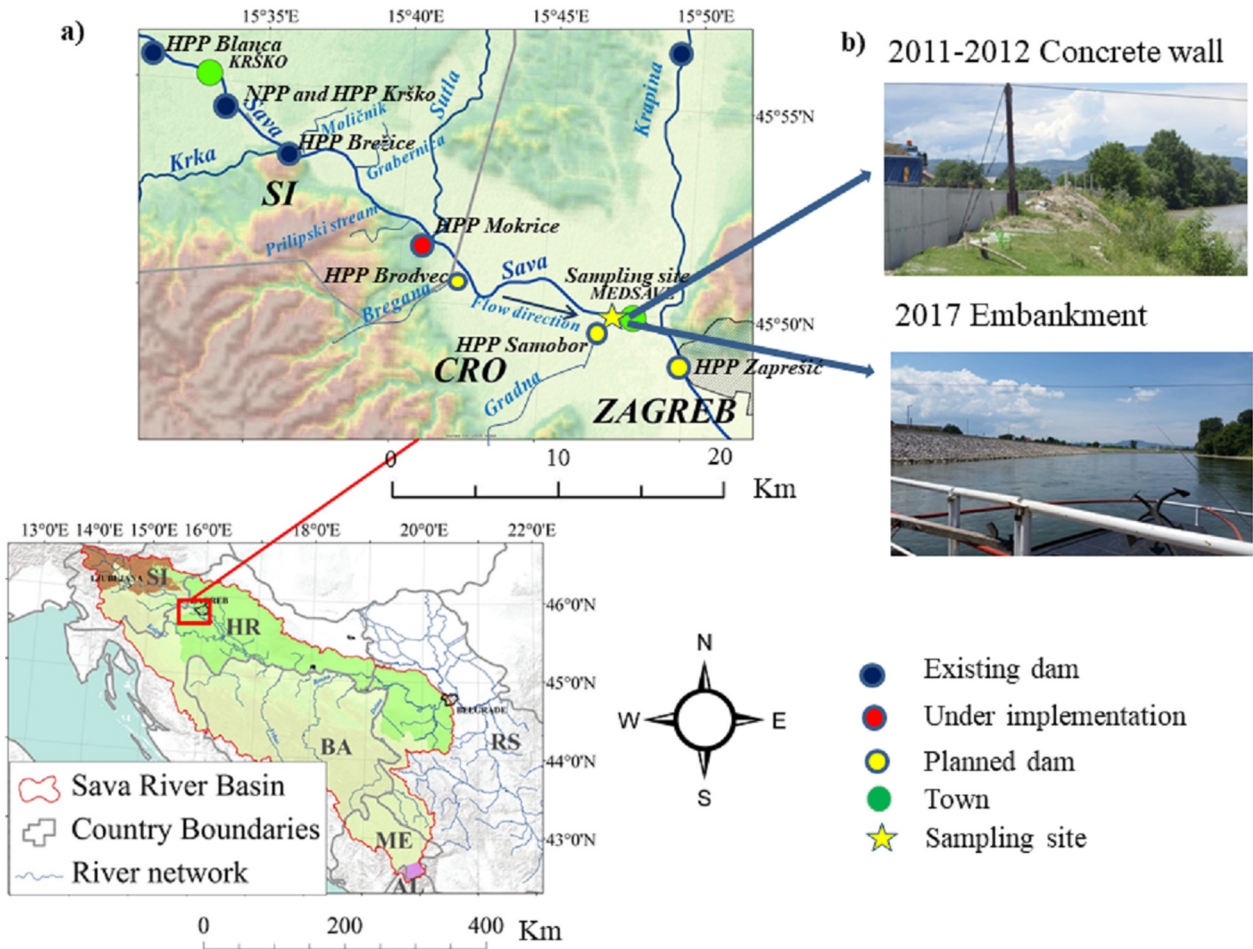 a)
15°35'E 15°40'E 15°45'E 15°50'E
HPP Blanca
KRŠKO
NPP and HPP Krško
Sava
Moličnik
HPP Brežice
Grabernica
Sutla
Krapina
Krka
SI
Prilipski stream
HPP Mokrice
HPP Brodvec
Bregana
Sava
Sampling site
MEDSAVE
Flow direction
HPP Samobor
CRO
Gradna
HPP Zaprešić
ZAGREB
45°55'N
45°50'N
0 10 20
Km
b)
2011-2012 Concrete wall
2017 Embankment
13°0'E 14°0'E 15°0'E 16°0'E 18°0'E 20°0'E 22°0'E
LJUBLJANA
SI
HR
BA
BELGRADE
RS
ME
AL
46°0'N
45°0'N
44°0'N
43°0'N
Sava River Basin
Country Boundaries
River network
0 200 400 Km
N
W E
S
Existing dam
Under implementation
Planned dam
Town
Sampling site